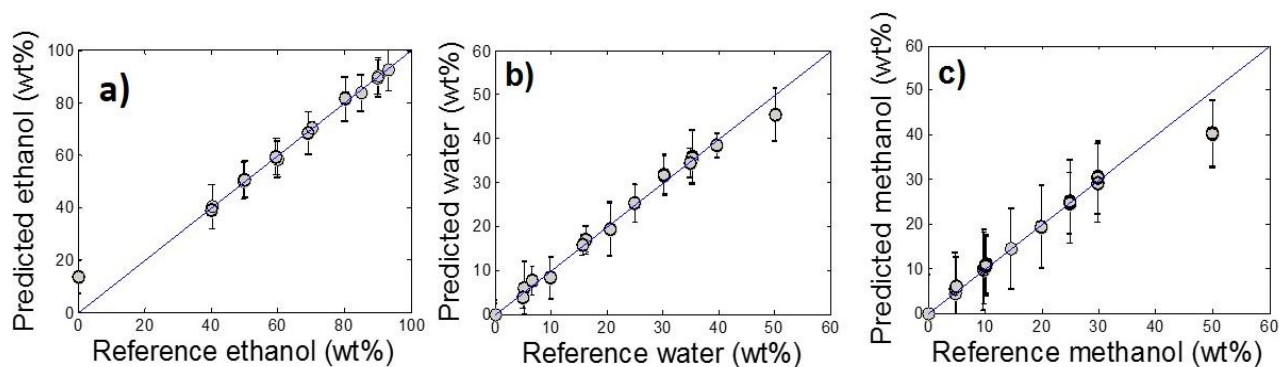 a)
Predicted ethanol (wt%)
100
80
60
40
20
0
0 20 40 60 80 100
Reference ethanol (wt%)
b)
Predicted water (wt%)
60
50
40
30
20
10
0
0 10 20 30 40 50 60
Reference water (wt%)
c)
Predicted methanol (wt%)
60
50
40
30
20
10
0
0 10 20 30 40 50 60
Reference methanol (wt%)